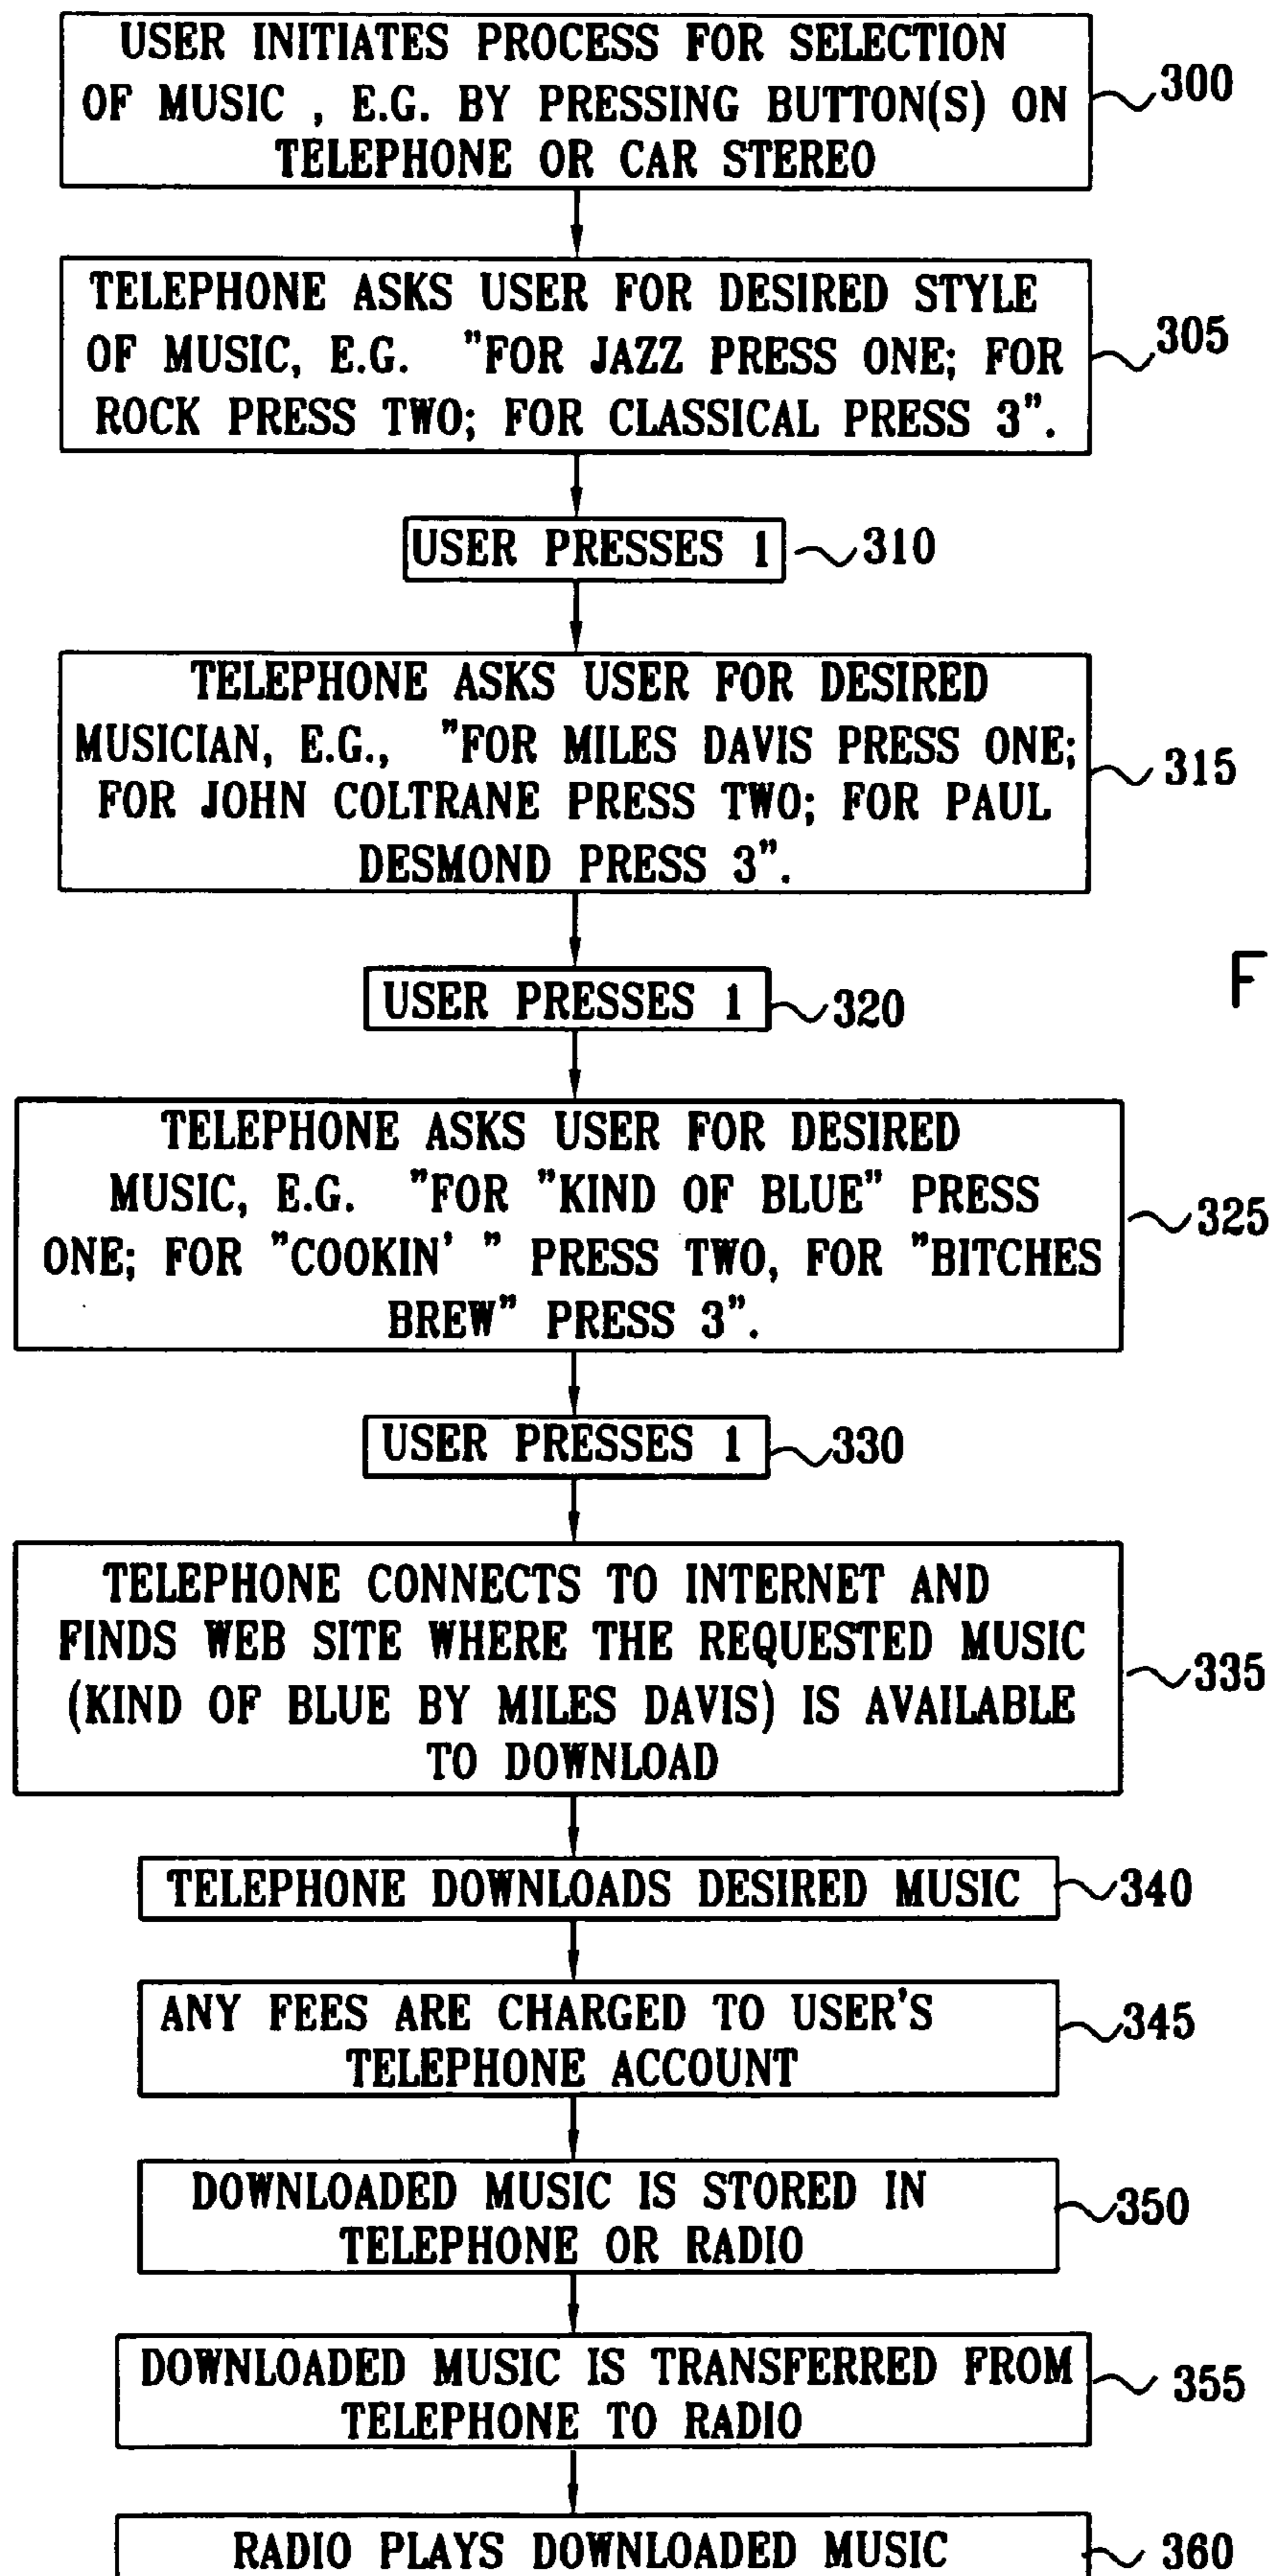 USER INITIATES PROCESS FOR SELECTION
OF MUSIC , E.G. BY PRESSING BUTTON(S) ON
TELEPHONE OR CAR STEREO
300
TELEPHONE ASKS USER FOR DESIRED STYLE
OF MUSIC, E.G. "FOR JAZZ PRESS ONE; FOR
ROCK PRESS TWO; FOR CLASSICAL PRESS 3".
305
USER PRESSES 1
310
TELEPHONE ASKS USER FOR DESIRED
MUSICIAN, E.G., "FOR MILES DAVIS PRESS ONE;
FOR JOHN COLTRANE PRESS TWO; FOR PAUL
DESMOND PRESS 3".
315
F
USER PRESSES 1
320
TELEPHONE ASKS USER FOR DESIRED
MUSIC, E.G. "FOR "KIND OF BLUE" PRESS
ONE; FOR "COOKIN' " PRESS TWO, FOR "BITCHES
BREW" PRESS 3".
325
USER PRESSES 1
330
TELEPHONE CONNECTS TO INTERNET AND
FINDS WEB SITE WHERE THE REQUESTED MUSIC
(KIND OF BLUE BY MILES DAVIS) IS AVAILABLE
TO DOWNLOAD
335
TELEPHONE DOWNLOADS DESIRED MUSIC
340
ANY FEES ARE CHARGED TO USER'S
TELEPHONE ACCOUNT
345
DOWNLOADED MUSIC IS STORED IN
TELEPHONE OR RADIO
350
DOWNLOADED MUSIC IS TRANSFERRED FROM
TELEPHONE TO RADIO
355
RADIO PLAYS DOWNLOADED MUSIC
360